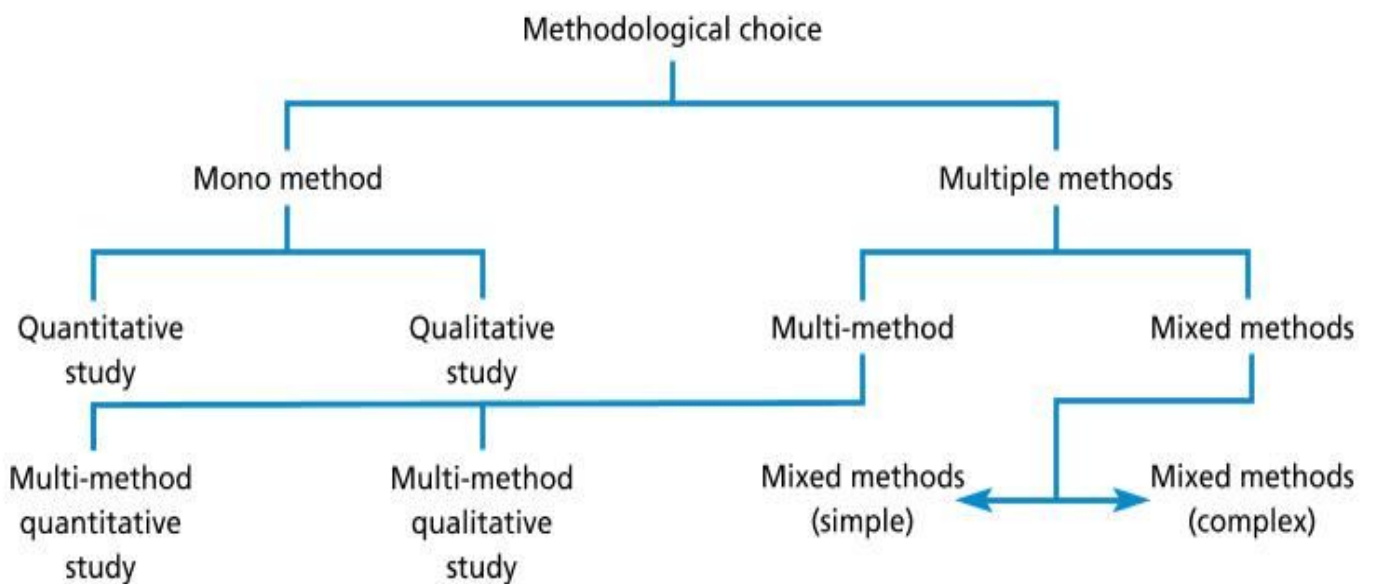 Methodological choice
Mono method
Multiple methods
Quantitative
study
Qualitative
study
Multi-method
Mixed methods
Multi-method
quantitative
study
Multi-method
qualitative
study
Mixed methods
(simple)
Mixed methods
(complex)